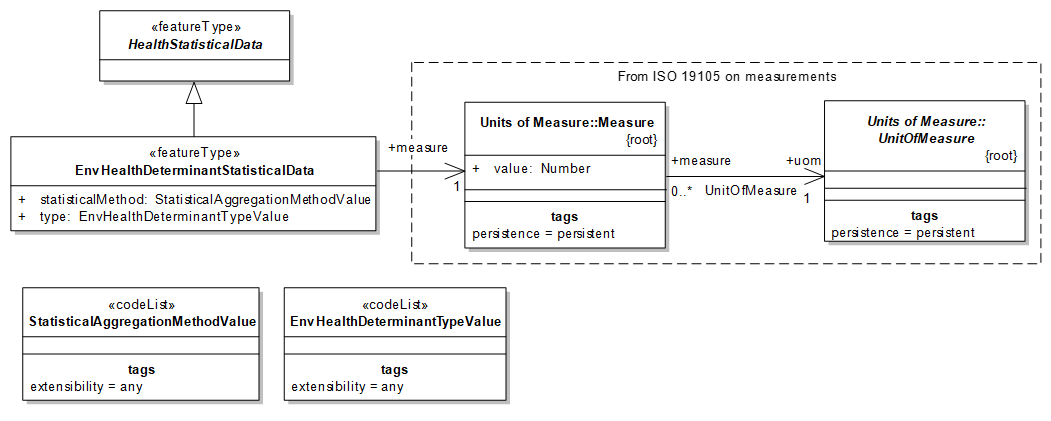 «featureType»
HealthStatisticalData
From ISO 19105 on measurements
«featureType»
EnvHealthDeterminantStatisticalData
+ statisticalMethod: StatisticalAggregationMethodValue
+ type: EnvHealthDeterminantTypeValue
+measure
1
Units of Measure::Measure
{root}
+ value: Number
tags
persistence = persistent
+measure
0..*
UnitOfMeasure
+uom
1
Units of Measure::
UnitOfMeasure
{root}
tags
persistence = persistent
«codeList»
StatisticalAggregationMethodValue
tags
extensibility = any
«codeList»
EnvHealthDeterminantTypeValue
tags
extensibility = any